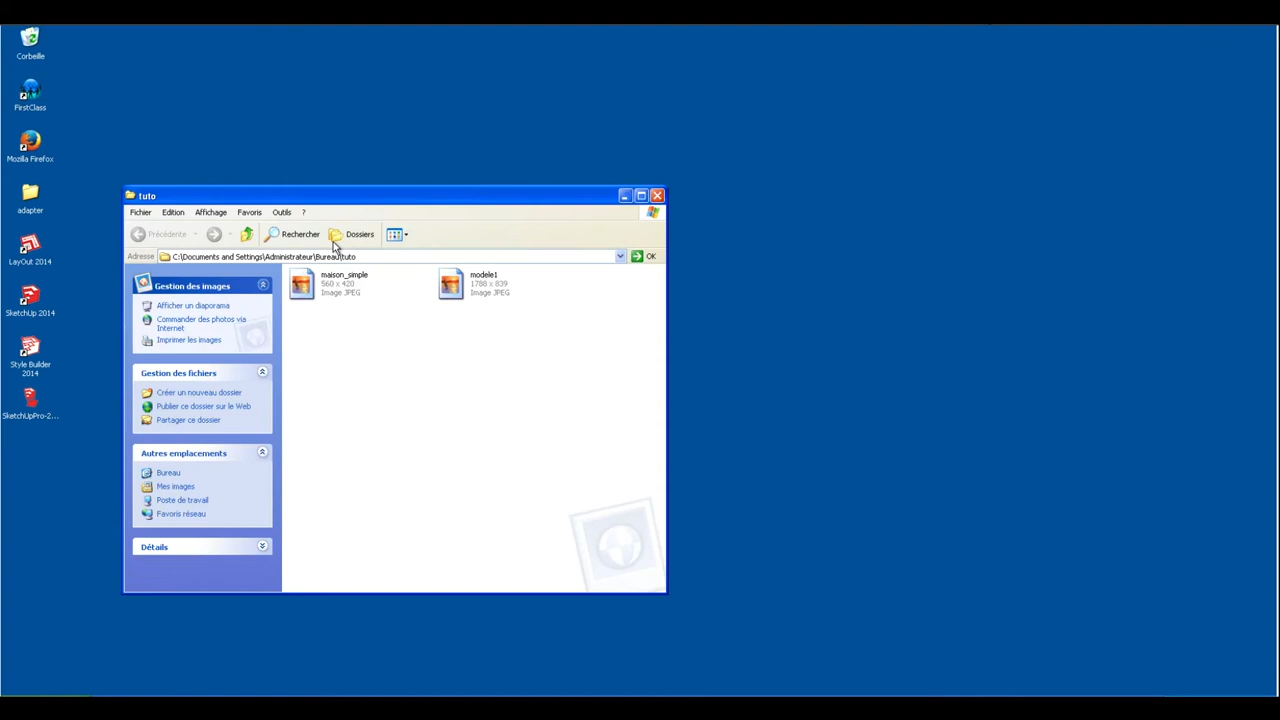 Corbeille
FirstClass
Mozilla Firefox
adapter
LayOut 2014
SketchUp 2014
Style Builder
2014
SketchUpPro-2...
tuto
Fichier Edition Affichage Favoris Outils ?
Précédente Rechercher Dossiers
Adresse C:\Documents and Settings\Administrateur\Bureau\tuto OK
Gestion des images
Afficher un diaporama
Commander des photos via
Internet
Imprimer les images
Gestion des fichiers
Créer un nouveau dossier
Publier ce dossier sur le Web
Partager ce dossier
Autres emplacements
Bureau
Mes images
Poste de travail
Favoris réseau
Détails
maison_simple
560 x 420
Image JPEG
modele1
1788 x 839
Image JPEG